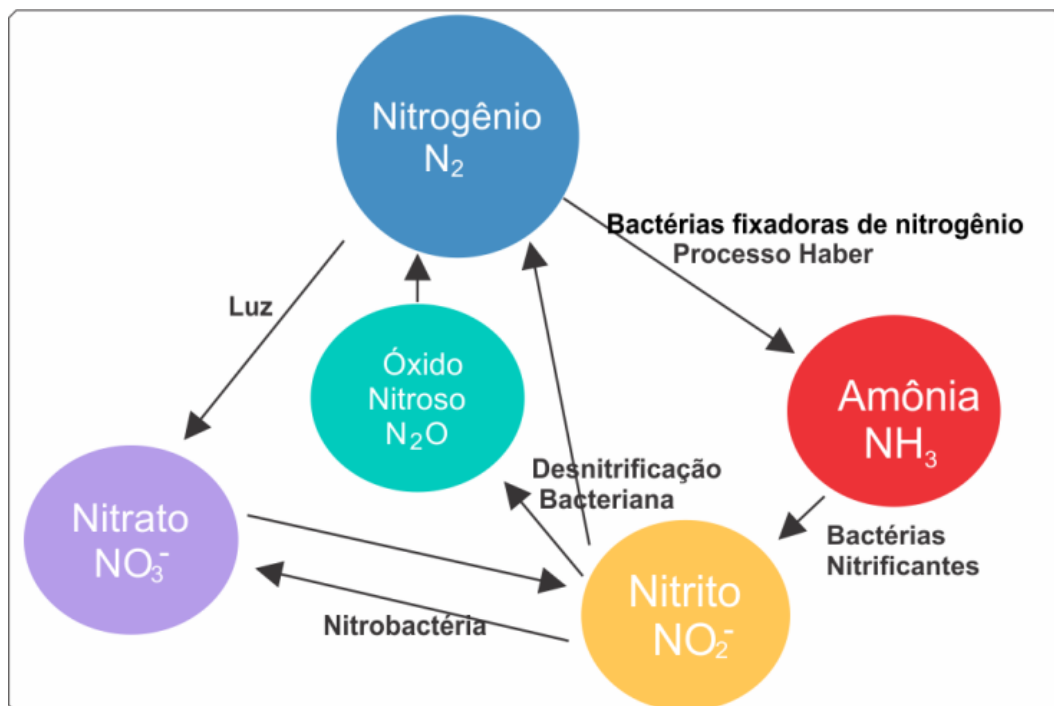 Nitrogênio
N₂
Bactérias fixadoras de nitrogênio
Processo Haber
Luz
Óxido
Nitroso
N₂O
Amônia
NH₃
Desnitrificação
Bacteriana
Nitrato
NO₃⁻
Bactérias
Nitrificantes
Nitrito
NO₂⁻
Nitrobactéria